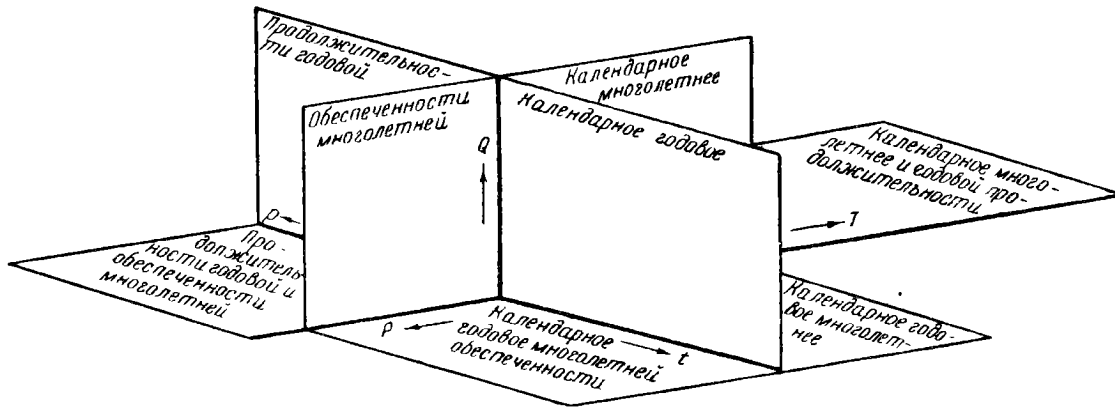 Продолжительнос-
ти годовой
Обеспеченности
многолетней
Календарное
многолетнее
Календарное годовое
Q
Календарное много-
летнее и годовой про-
должительности
T
p
Про-
должитель-
ности годовой и
обеспеченности
многолетней
p
Календарное
годовое многолетней
обеспеченности
t
Календарное годо-
вое многолет-
нее